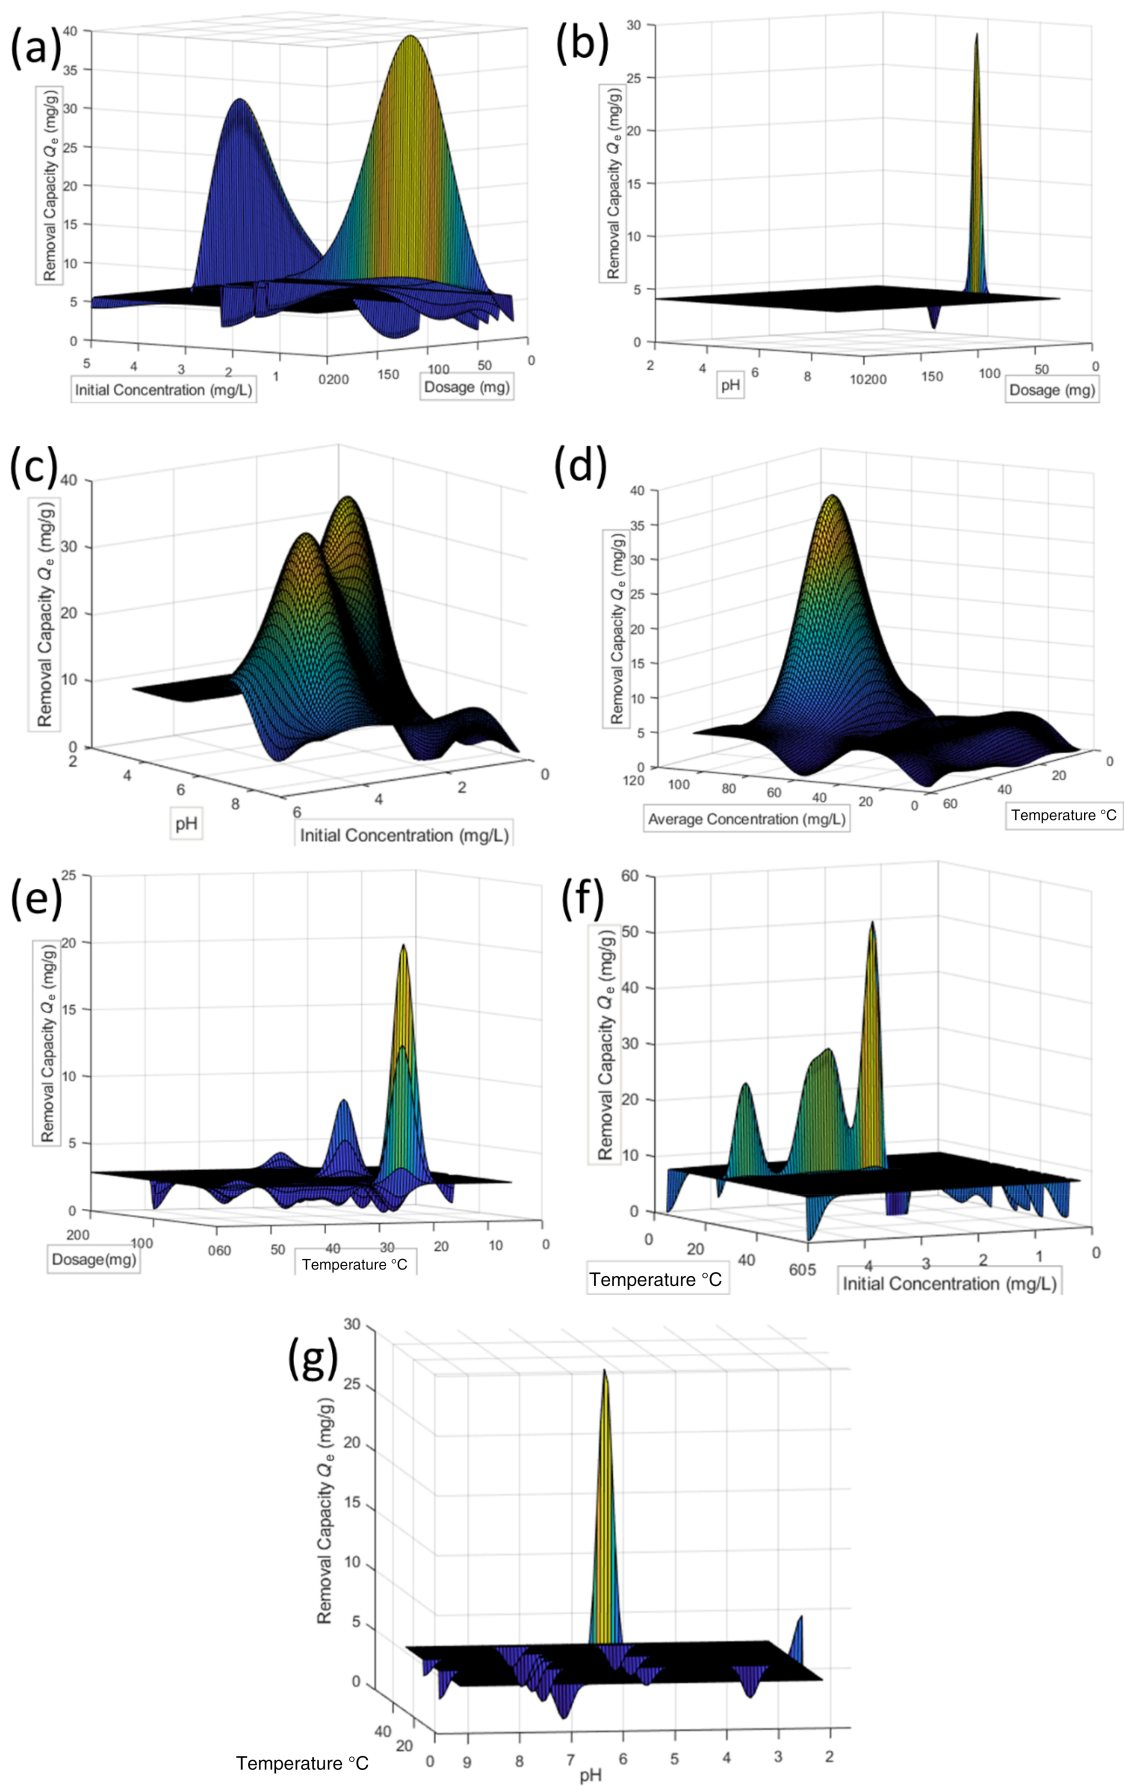 (a)
40
35
30
25
20
15
10
5
0
Removal Capacity Q e (mg/g)
5 4 3 2 1 0200 150 100 50 0
Initial Concentration (mg/L)
Dosage (mg)
(b)
30
25
20
15
10
5
0
Removal Capacity Q e (mg/g)
2 4 6 8 10200 150 100 50 0
pH
Dosage (mg)
(c)
40
30
20
10
0
Removal Capacity Q e (mg/g)
2 4 6 8
6 4 2 0
pH
Initial Concentration (mg/L)
(d)
40
35
30
25
20
15
10
5
0
Removal Capacity Q e (mg/g)
120 100 80 60 40 20 0
60 40 20 0
Average Concentration (mg/L)
Temperature °C
(e)
25
20
15
10
5
0
Removal Capacity Q e (mg/g)
200 100 060 50 40 30 20 10 0
Dosage(mg)
Temperature °C
(f)
60
50
40
30
20
10
0
Removal Capacity Q e (mg/g)
0 20 40 605 4 3 2 1 0
Temperature °C
Initial Concentration (mg/L)
(g)
30
25
20
15
10
5
0
Removal Capacity Q e (mg/g)
40 20 0 9 8 7 6 5 4 3 2
Temperature °C
pH